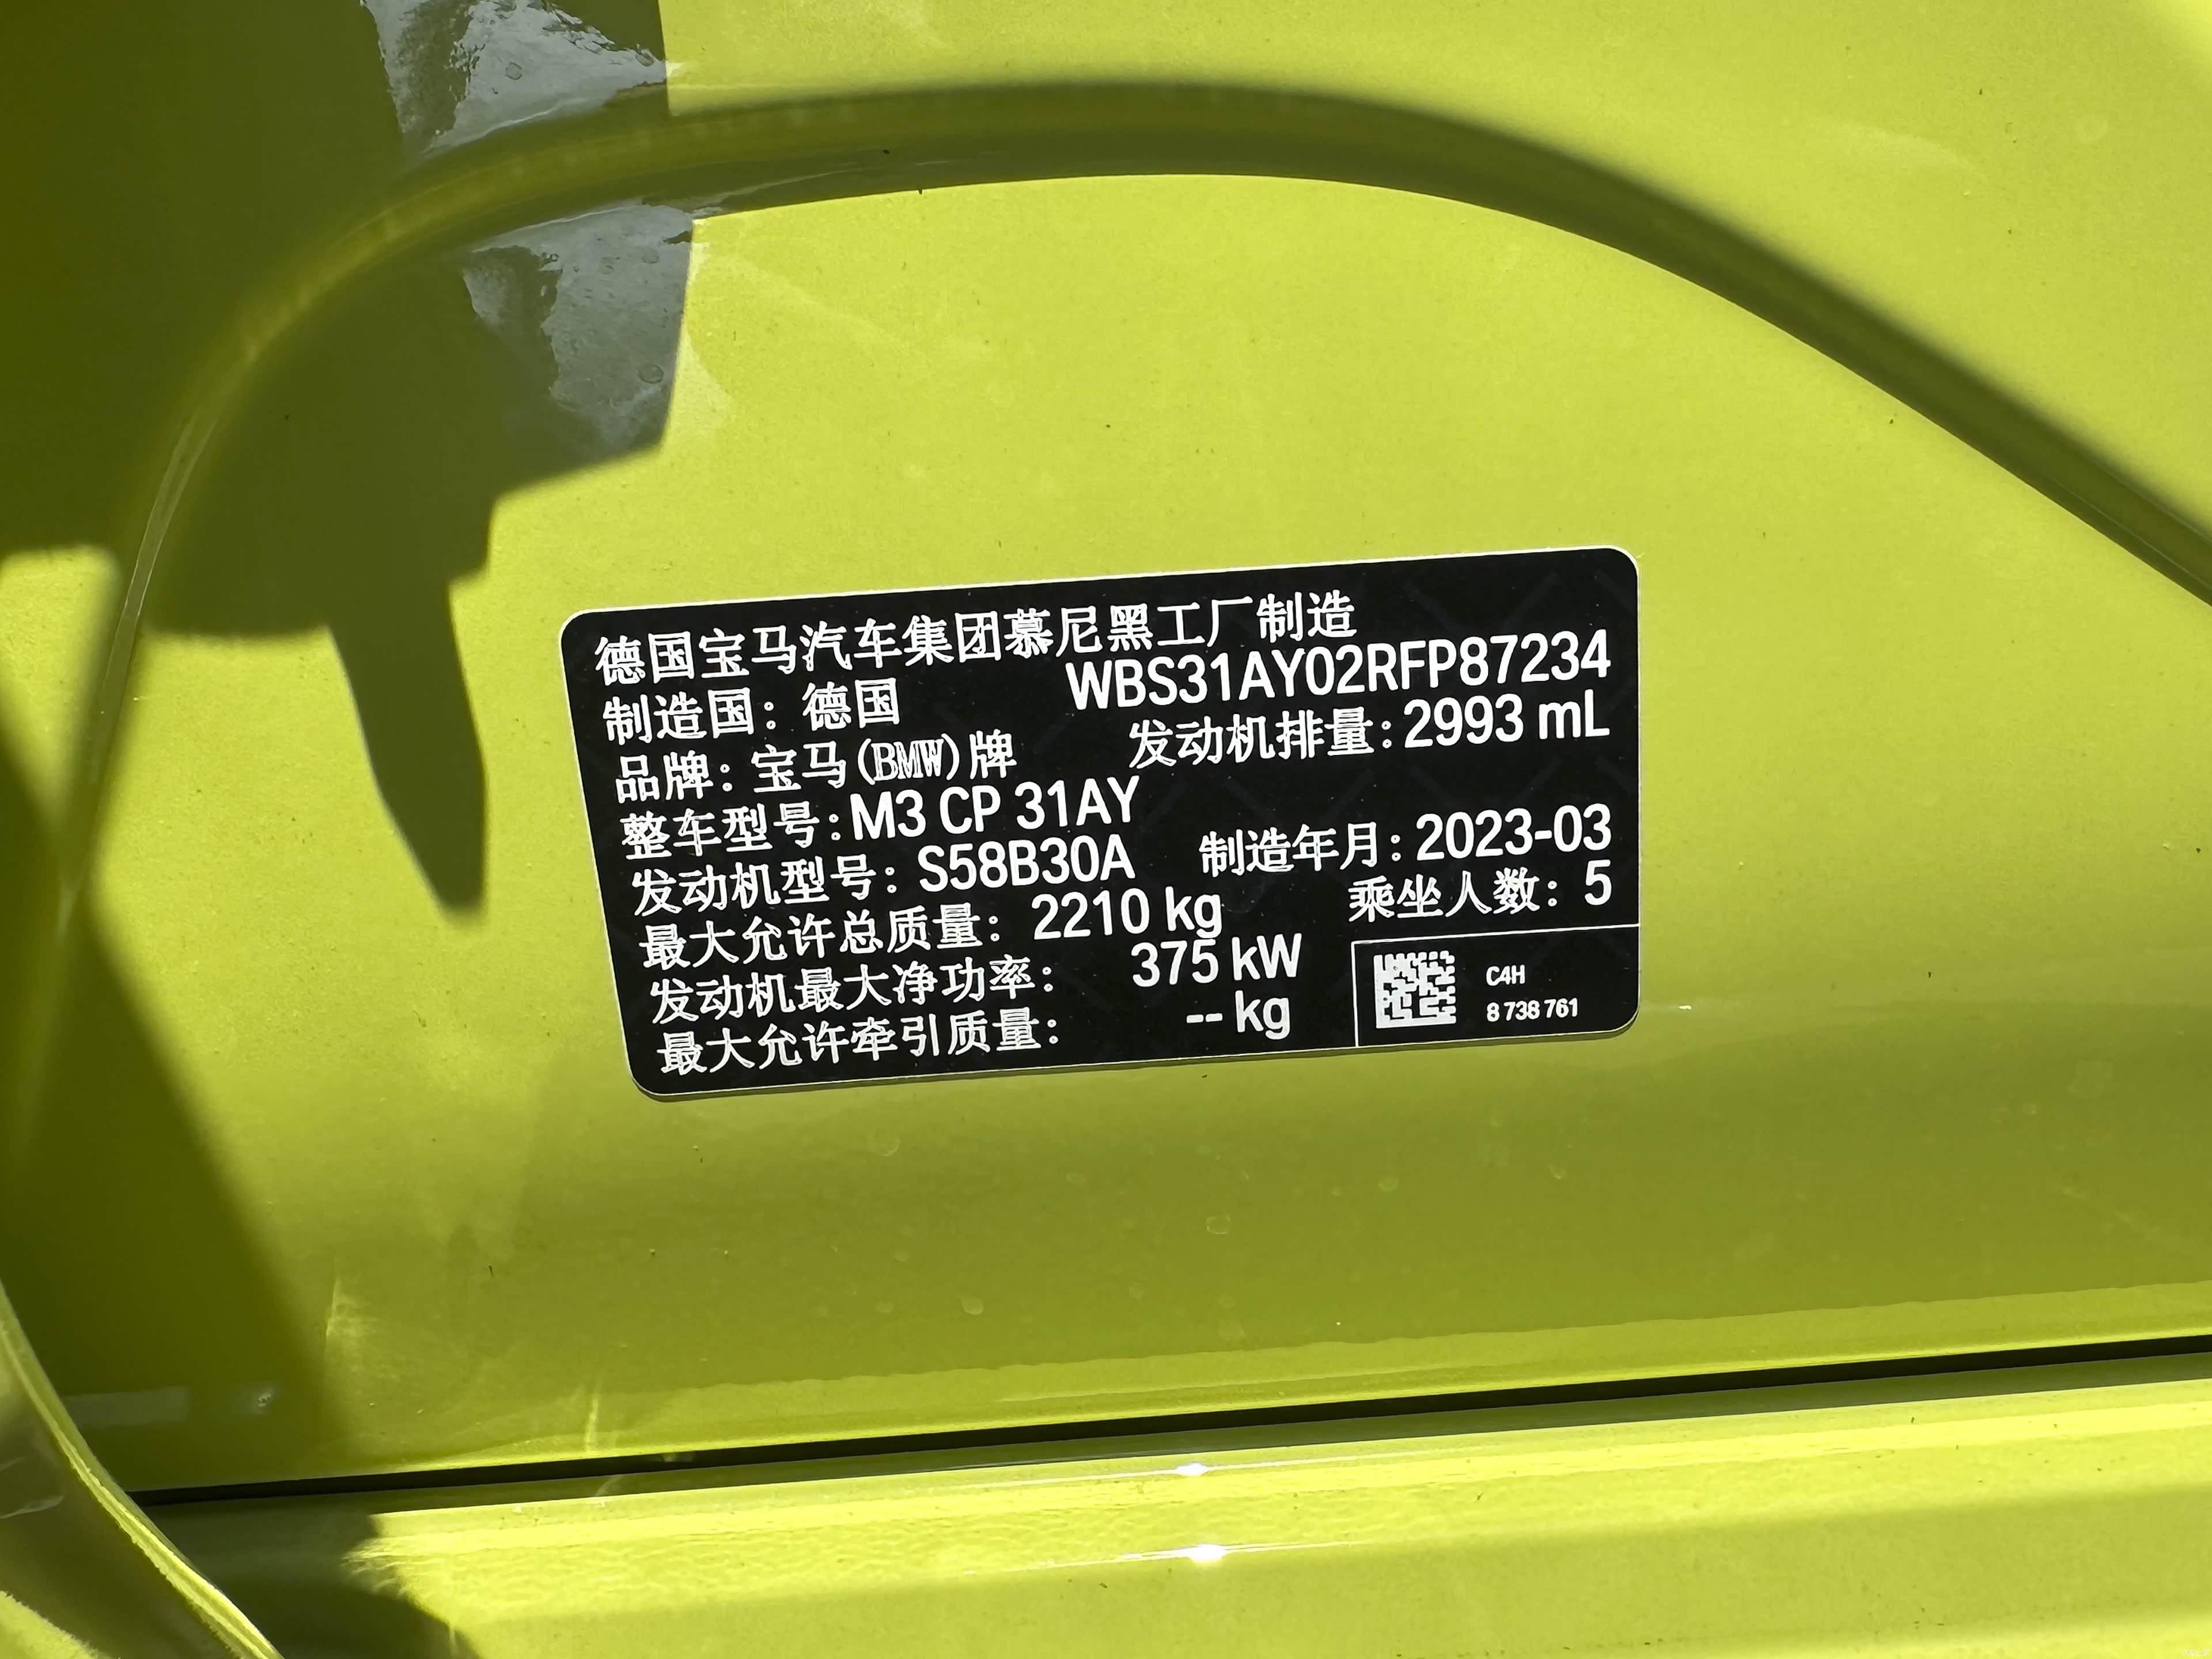 德国宝马汽车集团慕尼黑工厂制造
制造国：德国 WBS31AY02RFP87234
品牌：宝马(BMW)牌 发动机排量：2993 mL
整车型号：M3 CP 31AY
发动机型号：S58B30A 制造年月：2023-03
最大允许总质量：2210 kg 乘坐人数：5
发动机最大净功率：375 kW
最大允许牵引质量：-- kg
C4H
8 738 761